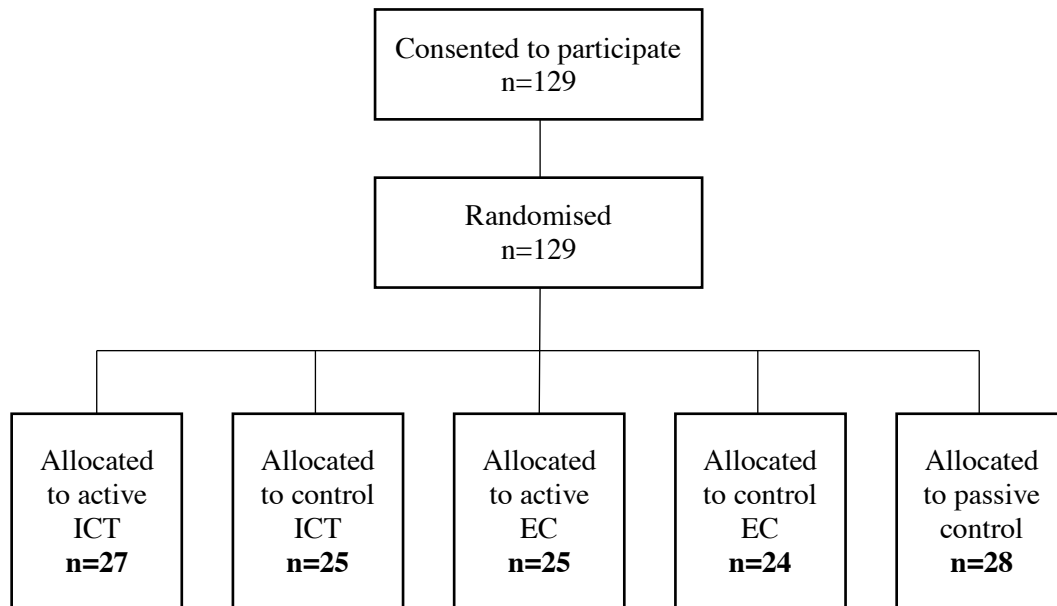 Consented to participate
n=129
Randomised
n=129
Allocated
to active
ICT
n=27
Allocated
to control
ICT
n=25
Allocated
to active
EC
n=25
Allocated
to control
EC
n=24
Allocated
to passive
control
n=28